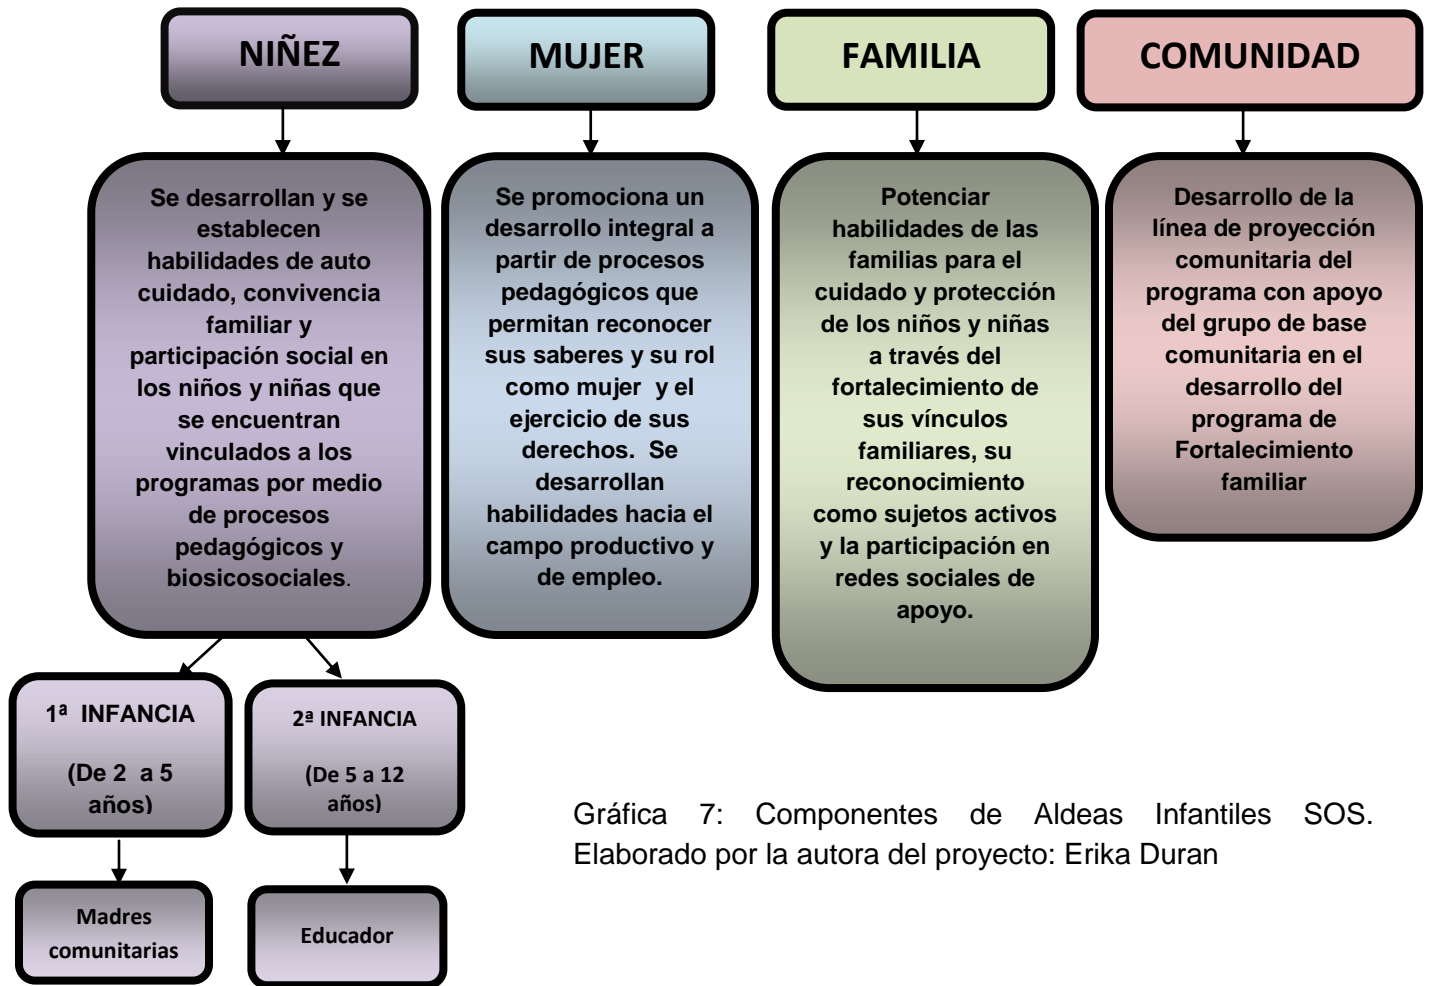 NIÑEZ
MUJER
FAMILIA
COMUNIDAD
Se desarrollan y se
establecen
habilidades de auto
cuidado, convivencia
familiar y
participación social en
los niños y niñas que
se encuentran
vinculados a los
programas por medio
de procesos
pedagógicos y
biosicosociales.
Se promociona un
desarrollo integral a
partir de procesos
pedagógicos que
permitan reconocer
sus saberes y su rol
como mujer y el
ejercicio de sus
derechos. Se
desarrollan
habilidades hacia el
campo productivo y
de empleo.
Potenciar
habilidades de las
familias para el
cuidado y protección
de los niños y niñas
a través del
fortalecimiento de
sus vínculos
familiares, su
reconocimiento
como sujetos activos
y la participación en
redes sociales de
apoyo.
Desarrollo de la
línea de proyección
comunitaria del
programa con apoyo
del grupo de base
comunitaria en el
desarrollo del
programa de
Fortalecimiento
familiar
1ª INFANCIA
(De 2 a 5
años)
2ª INFANCIA
(De 5 a 12
años)
Madres
comunitarias
Educador
Gráfica 7: Componentes de Aldeas Infantiles SOS.
Elaborado por la autora del proyecto: Erika Duran